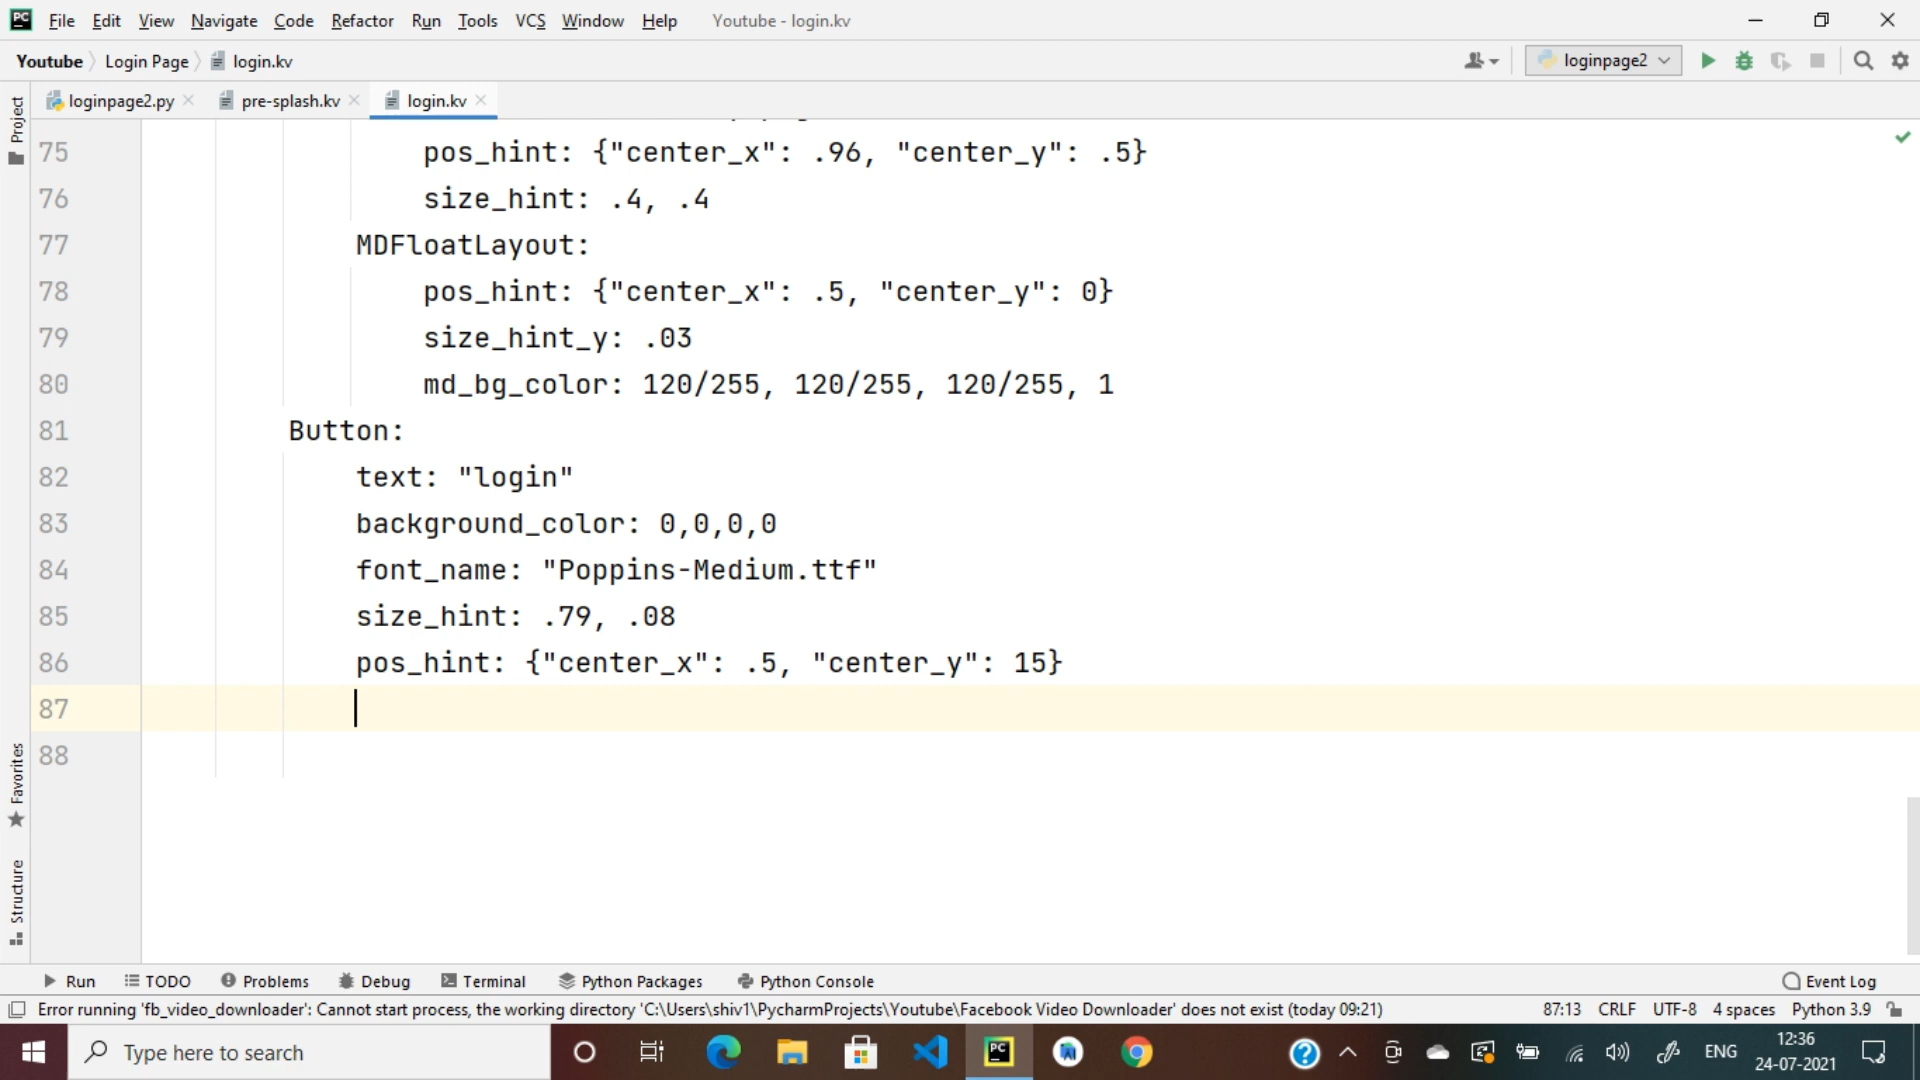 File Edit View Navigate Code Refactor Run Tools VCS Window Help Youtube - login.kv
Youtube Login Page login.kv loginpage2
loginpage2.py pre-splash.kv login.kv
Project
75 pos_hint: {"center_x": .96, "center_y": .5}
76 size_hint: .4, .4
77 MDFloatLayout:
78 pos_hint: {"center_x": .5, "center_y": 0}
79 size_hint_y: .03
80 md_bg_color: 120/255, 120/255, 120/255, 1
81 Button:
82 text: "login"
83 background_color: 0,0,0,0
84 font_name: "Poppins-Medium.ttf"
85 size_hint: .79, .08
86 pos_hint: {"center_x": .5, "center_y": 15}
87
88
Favorites
Structure
Run TODO Problems Debug Terminal Python Packages Python Console Event Log
Error running 'fb_video_downloader': Cannot start process, the working directory 'C:\Users\shiv1\PycharmProjects\Youtube\Facebook Video Downloader' does not exist (today 09:21) 87:13 CRLF UTF-8 4 spaces Python 3.9
Type here to search PC ENG 12:36
24-07-2021